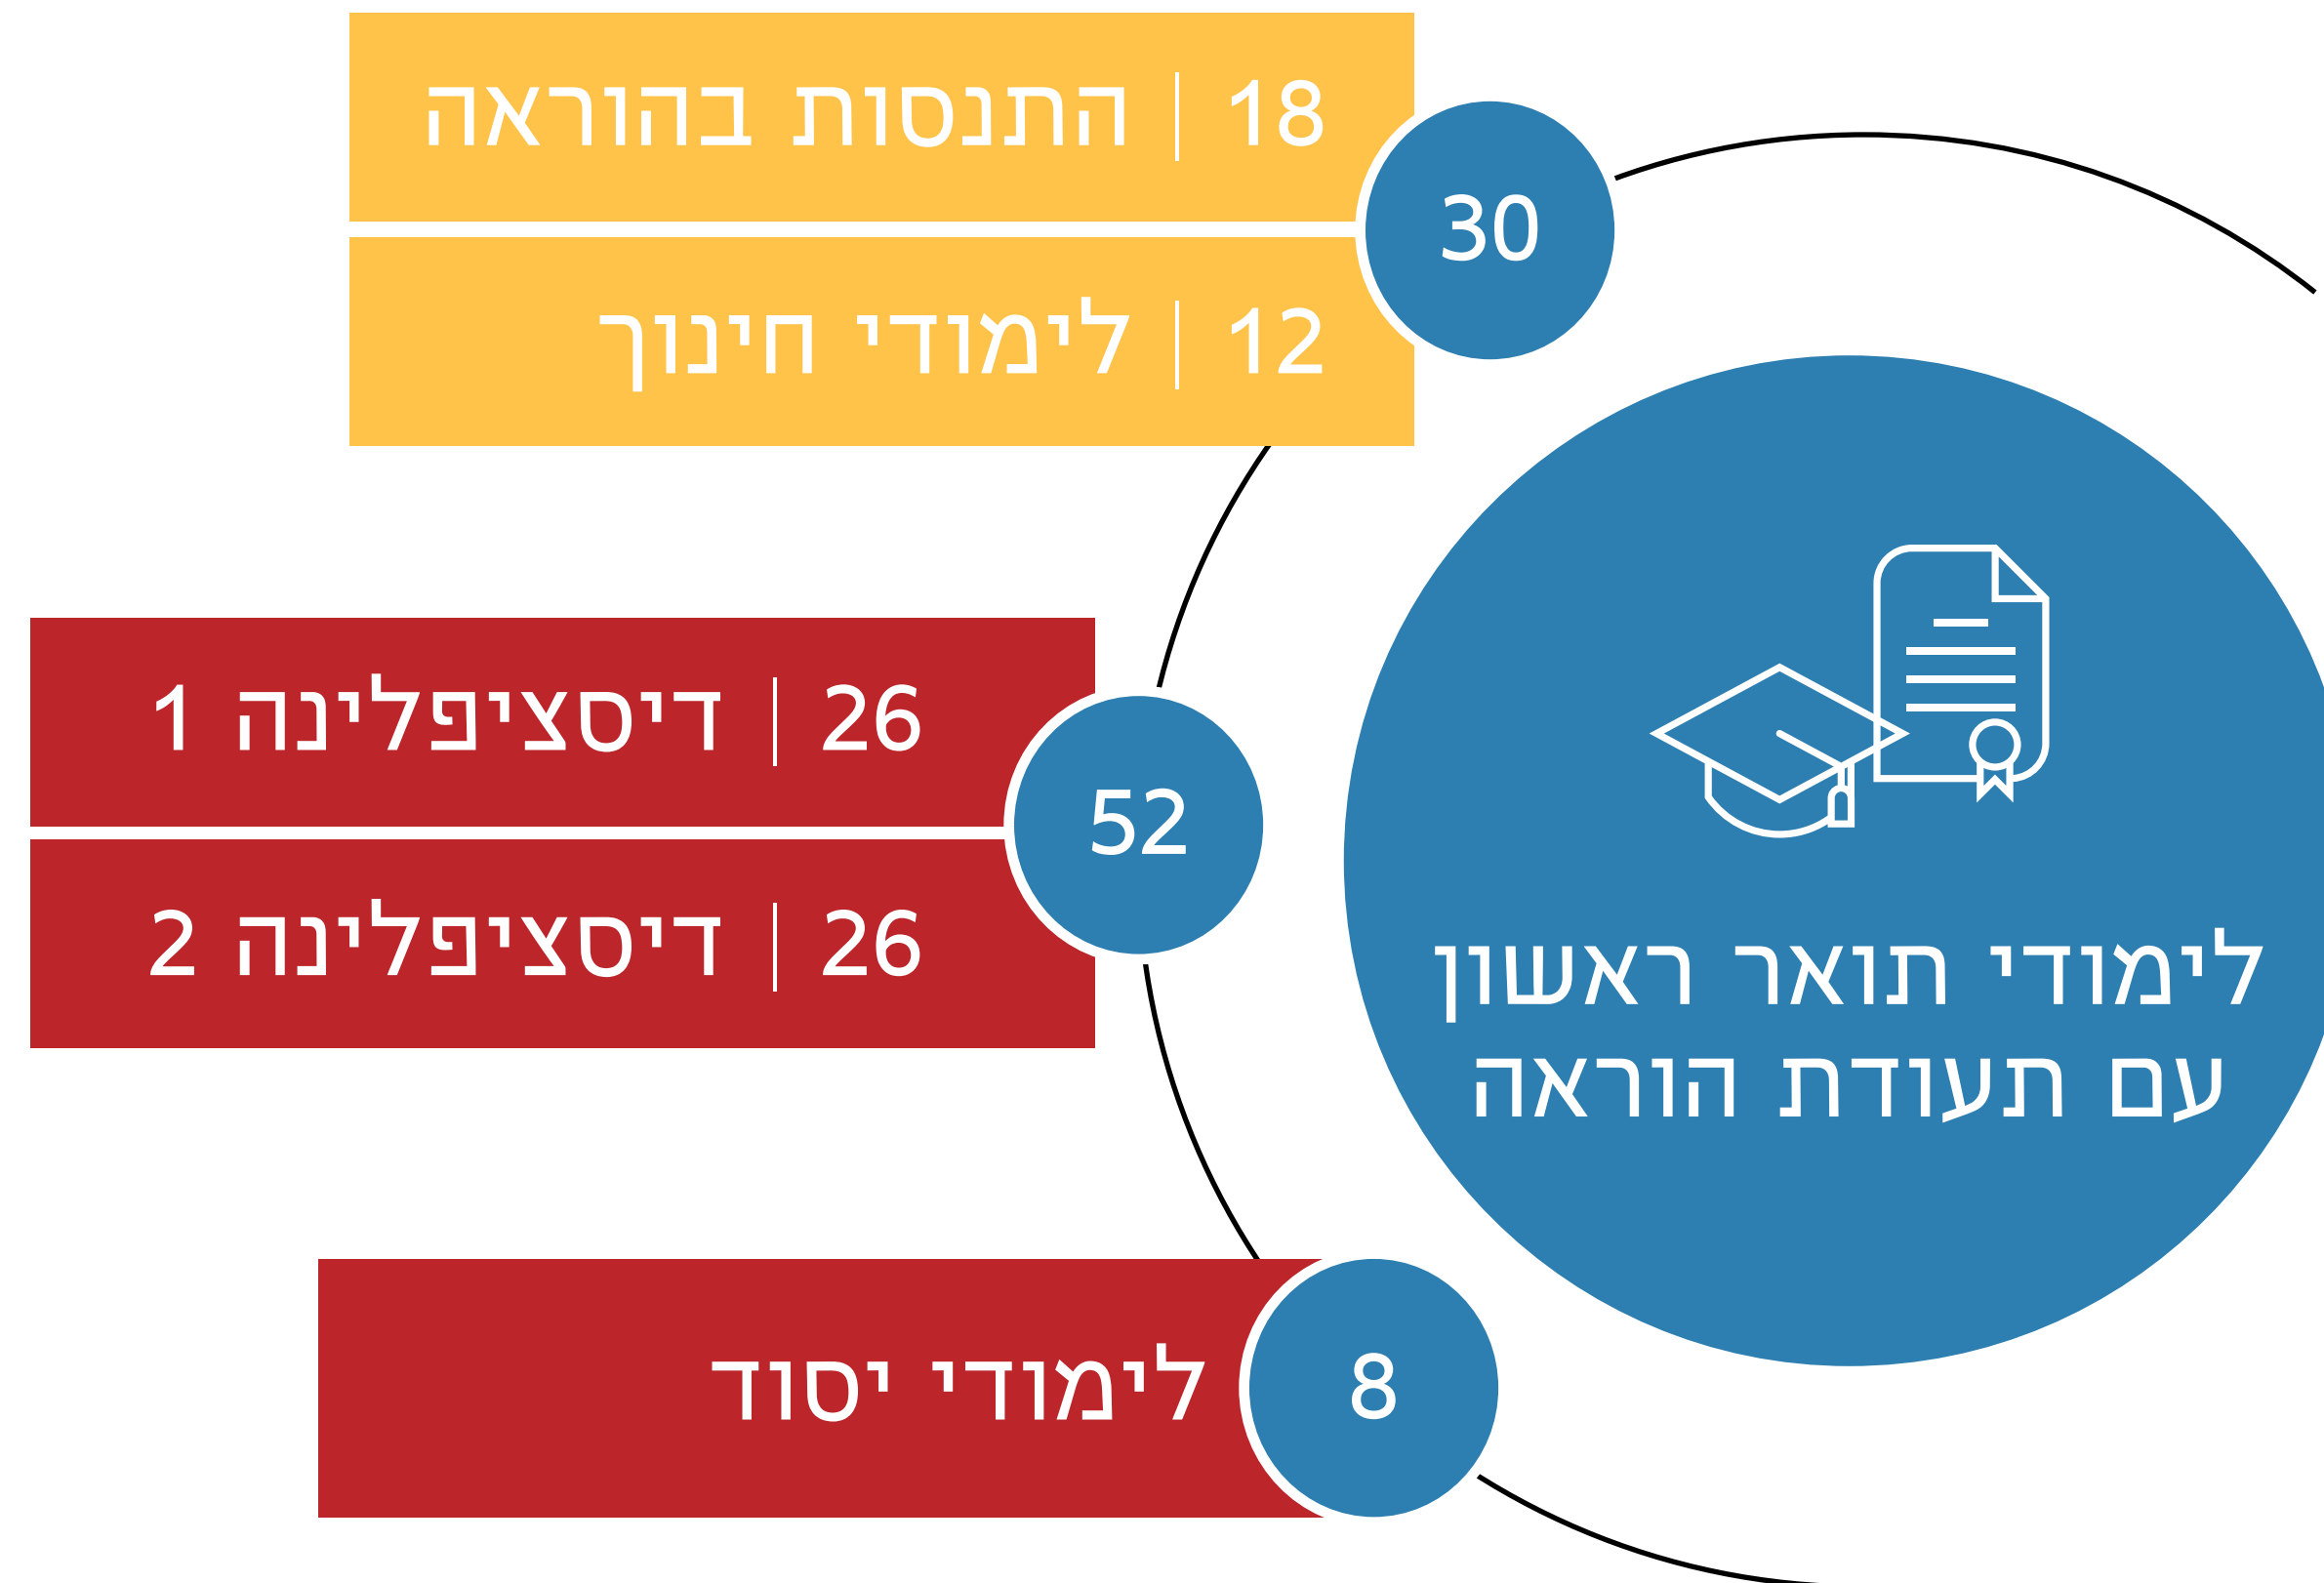 18 | התנסות בהוראה
30
12 | לימודי חינוך
26 | דיסציפלינה 1
52
26 | דיסציפלינה 2
לימודי תואר ראשון
עם תעודת הוראה
8
לימודי יסוד